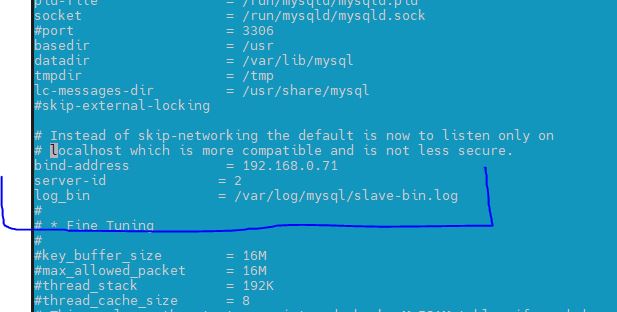 pid-file = /run/mysqld/mysqld.pid
socket = /run/mysqld/mysqld.sock
#port = 3306
basedir = /usr
datadir = /var/lib/mysql
tmpdir = /tmp
lc-messages-dir = /usr/share/mysql
#skip-external-locking
# Instead of skip-networking the default is now to listen only on
# localhost which is more compatible and is not less secure.
bind-address = 192.168.0.71
server-id = 2
log_bin = /var/log/mysql/slave-bin.log
#
# * Fine Tuning
#
#key_buffer_size = 16M
#max_allowed_packet = 16M
#thread_stack = 192K
#thread_cache_size = 8